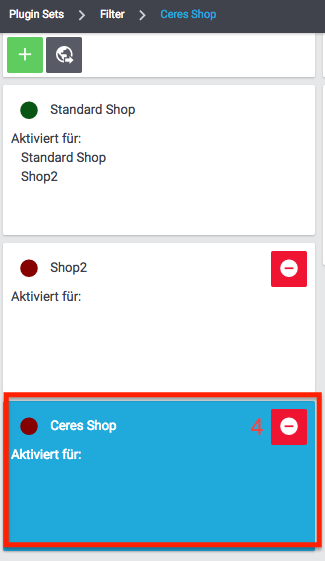 Plugin Sets > Filter > Ceres Shop
Standard Shop
Aktiviert für:
Standard Shop
Shop2
Shop2
Aktiviert für:
Ceres Shop 4
Aktiviert für: